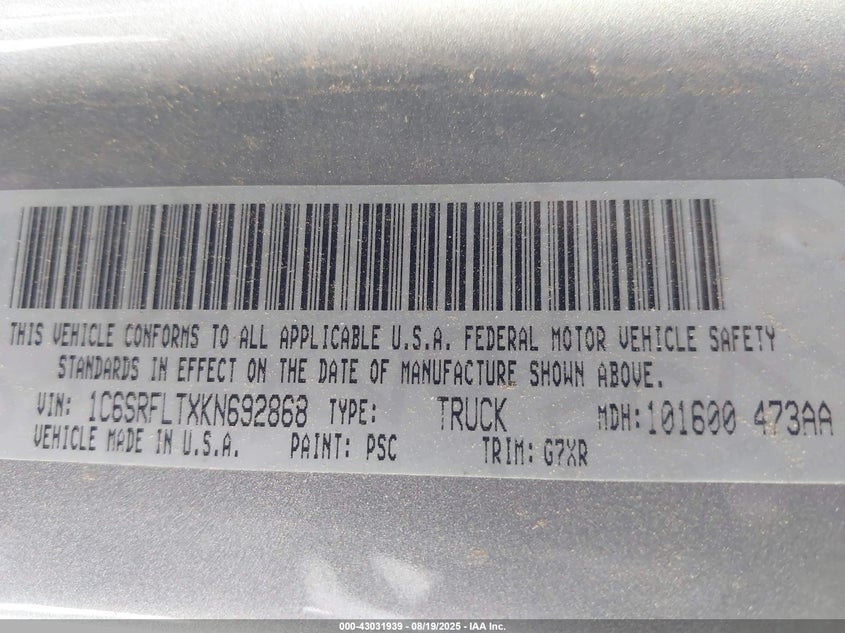 THIS VEHICLE CONFORMS TO ALL APPLICABLE U.S.A. FEDERAL MOTOR VEHICLE SAFETY
STANDARDS IN EFFECT ON THE DATE OF MANUFACTURE SHOWN ABOVE.
VIN: 1C6SRFLTXKN692868 TYPE: TRUCK MDH:101600 473AA
VEHICLE MADE IN U.S.A. PAINT: PSC TRIM: G7XR
000-43031939 - 08/19/2025 - IAA Inc.